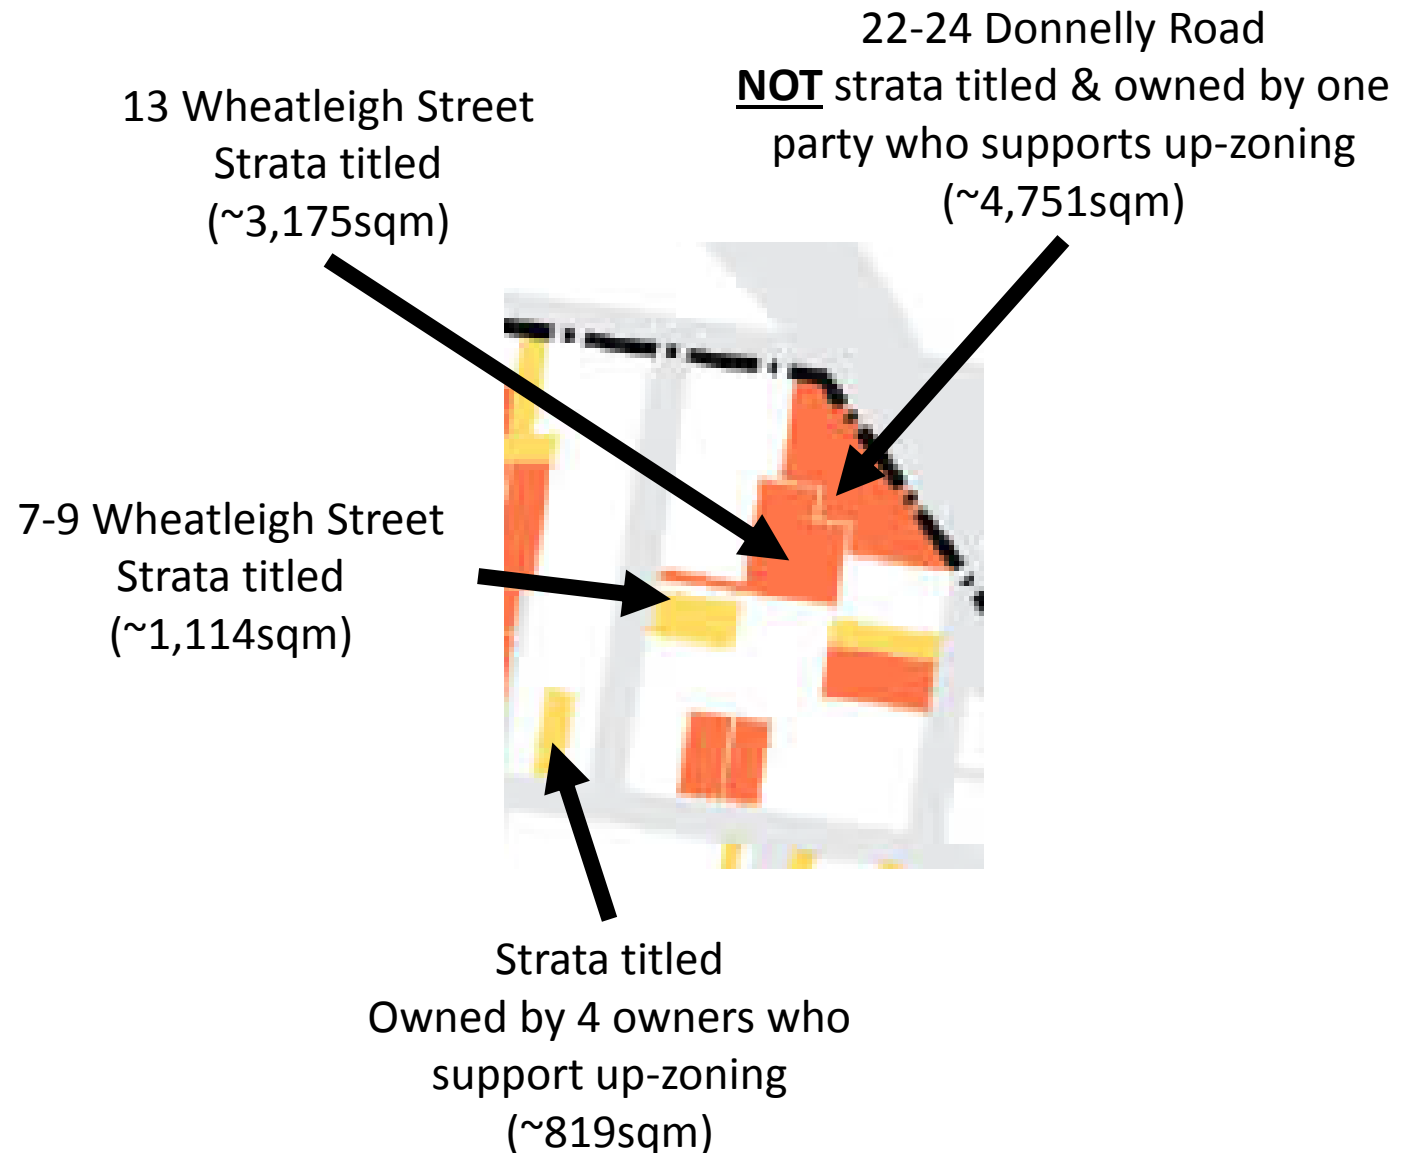 22-24 Donnelly Road
NOT strata titled & owned by one
party who supports up-zoning
(~4,751sqm)
13 Wheatleigh Street
Strata titled
(~3,175sqm)
7-9 Wheatleigh Street
Strata titled
(~1,114sqm)
Strata titled
Owned by 4 owners who
support up-zoning
(~819sqm)